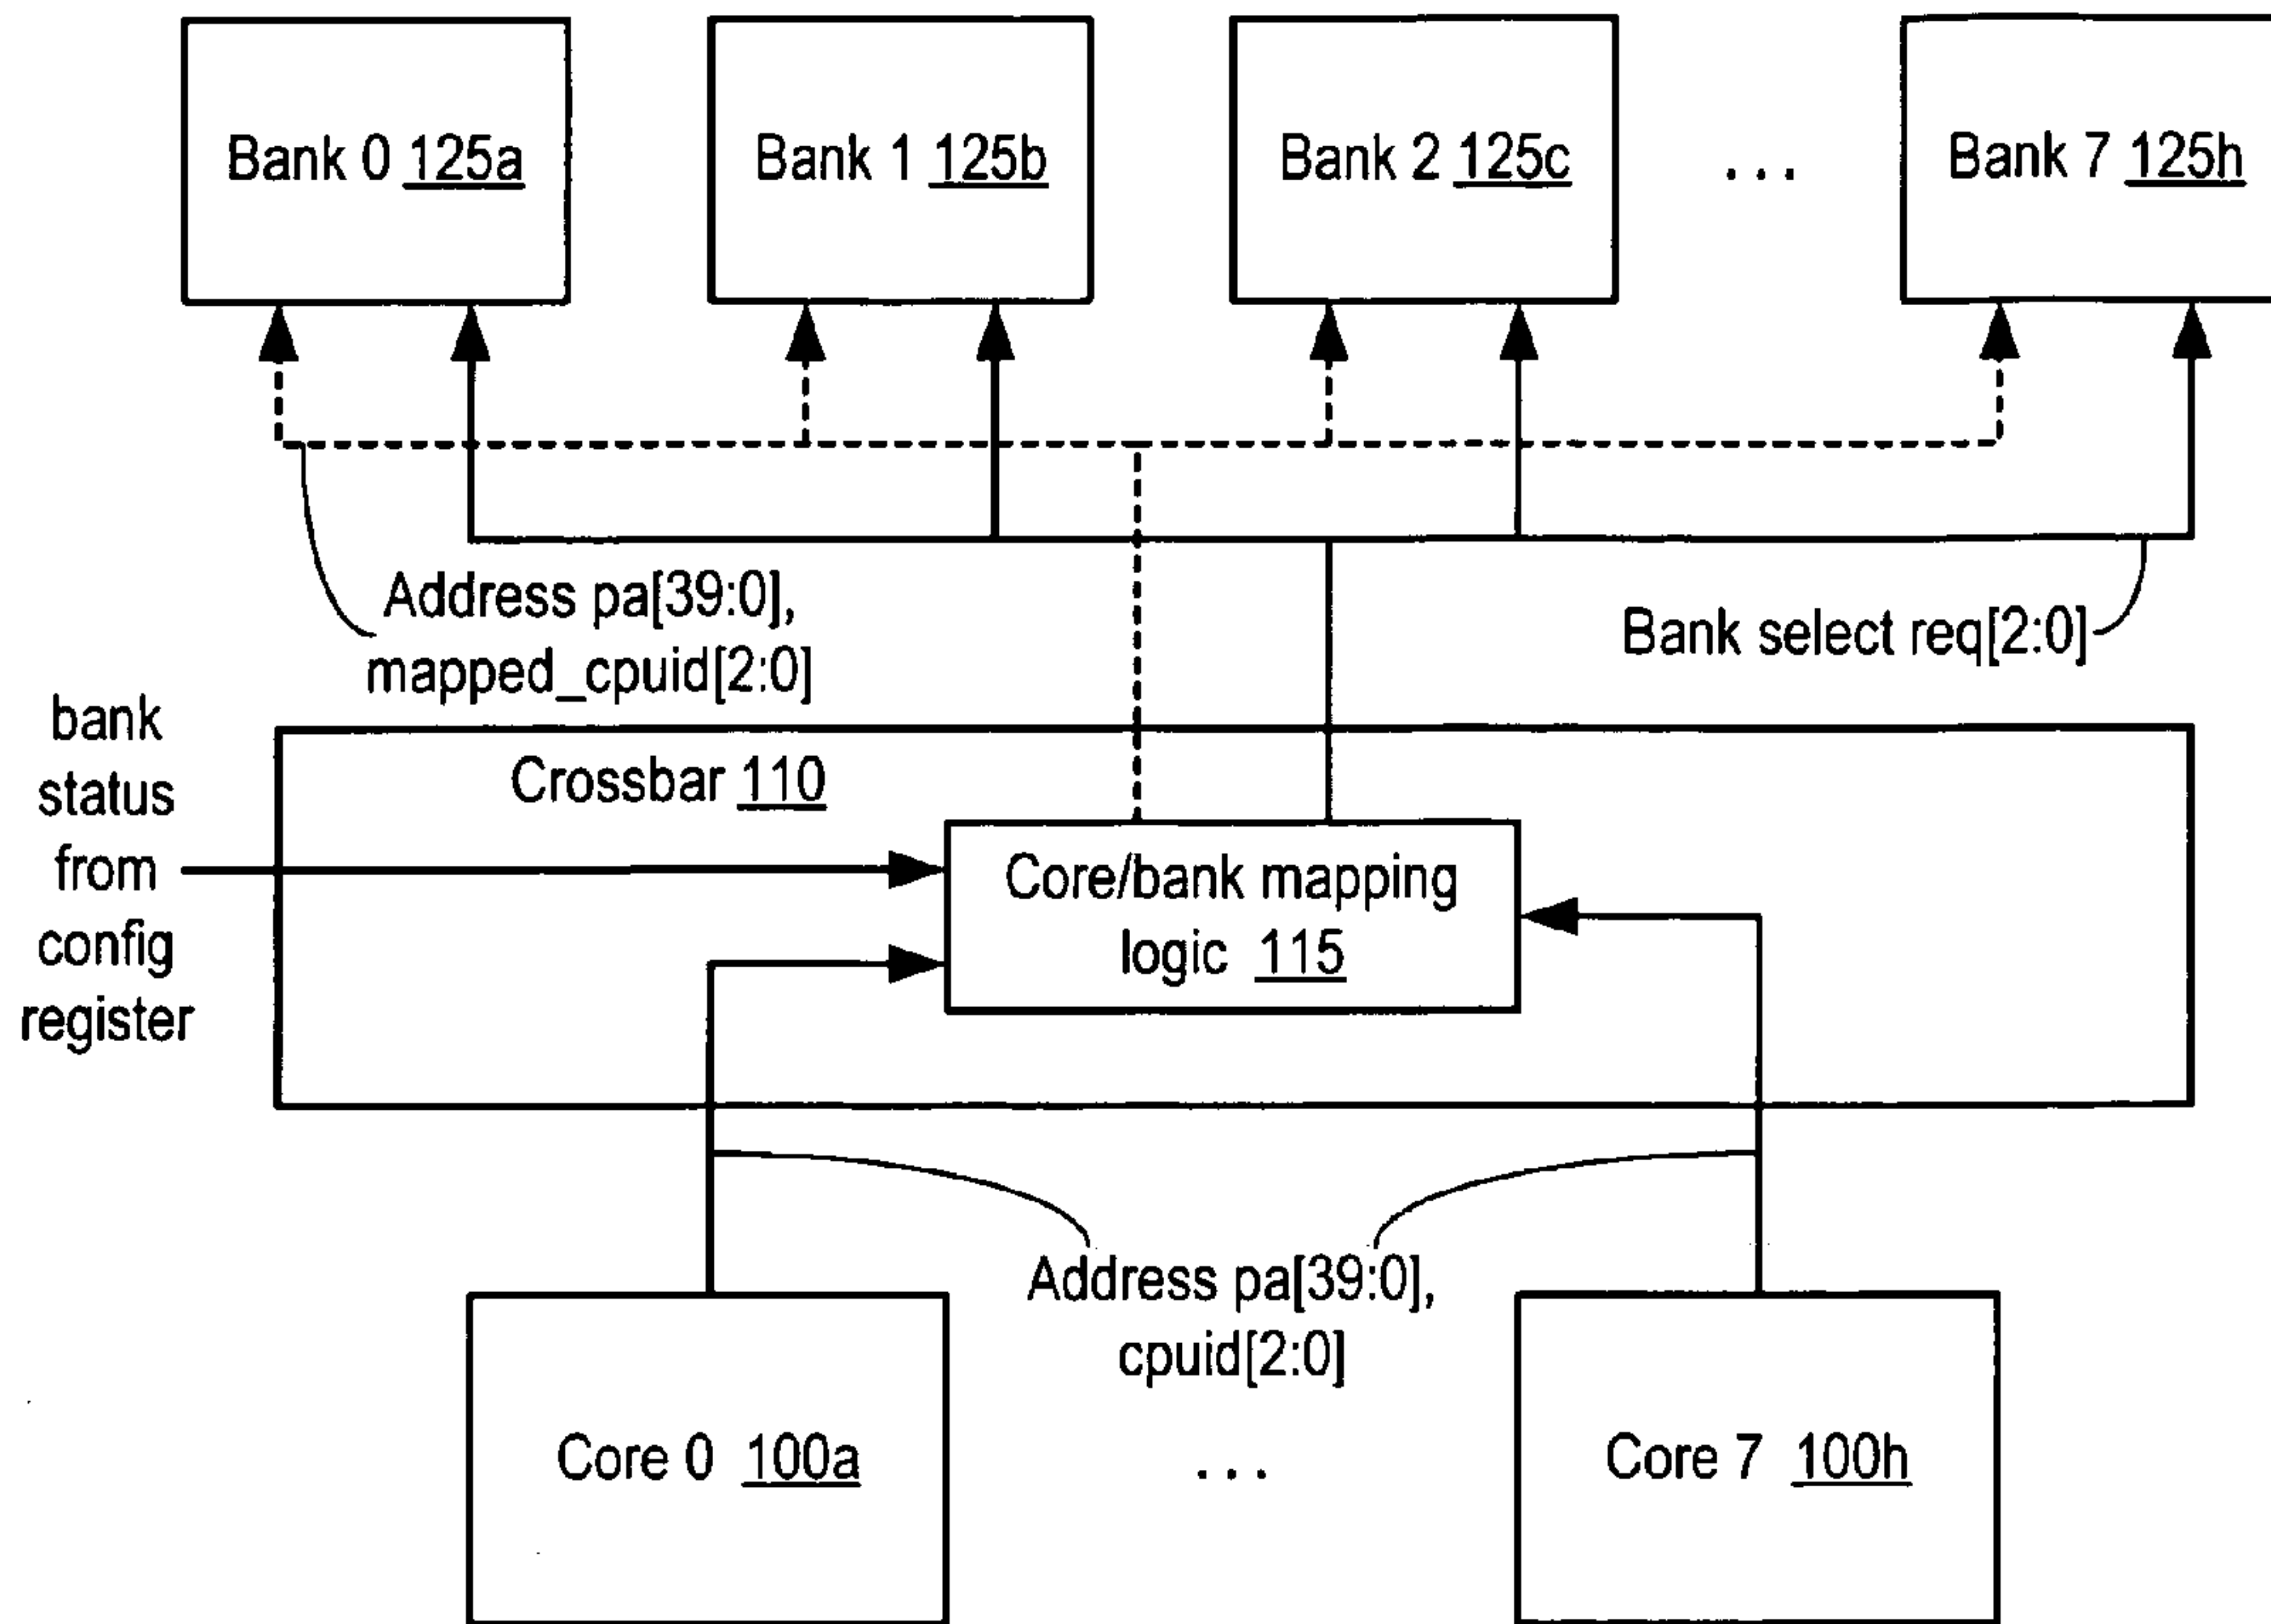 Bank 0 125a
Bank 1 125b
Bank 2 125c
...
Bank 7 125h
Address pa[39:0],
mapped_cpuid[2:0]
Bank select req[2:0]
bank
status
from
config
register
Crossbar 110
Core/bank mapping
logic 115
Address pa[39:0],
cpuid[2:0]
Core 0 100a
...
Core 7 100h